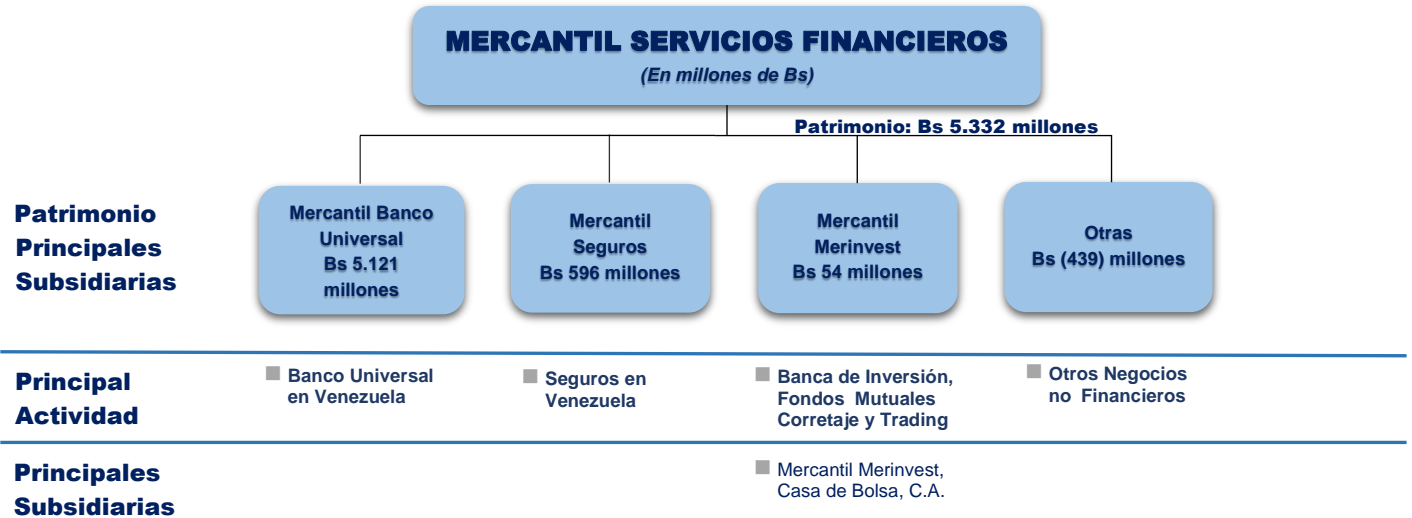 MERCANTIL SERVICIOS FINANCIEROS
(En millones de Bs)
Patrimonio: Bs 5.332 millones
Patrimonio
Principales
Subsidiarias
Mercantil Banco
Universal
Bs 5.121
millones
Mercantil
Seguros
Bs 596 millones
Mercantil
Merinvest
Bs 54 millones
Otras
Bs (439) millones
Principal
Actividad
Banco Universal
en Venezuela
Seguros en
Venezuela
Banca de Inversión,
Fondos Mutuales
Corretaje y Trading
Otros Negocios
no Financieros
Principales
Subsidiarias
Mercantil Merinvest,
Casa de Bolsa, C.A.